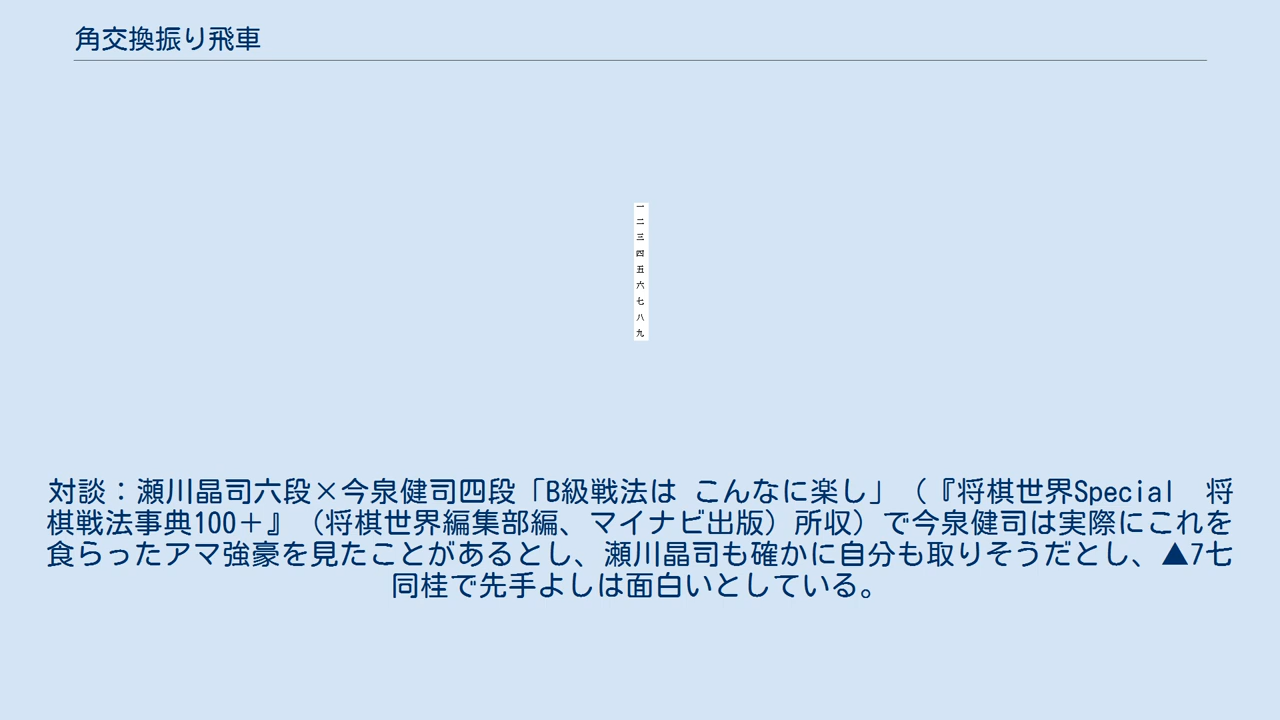 角交換振り飛車
一
二
三
四
五
六
七
八
九
対談：瀬川晶司六段×今泉健司四段「B級戦法は こんなに楽し」（『将棋世界Special　将
棋戦法事典100＋』（将棋世界編集部編、マイナビ出版）所収）で今泉健司は実際にこれを
食らったアマ強豪を見たことがあるとし、瀬川晶司も確かに自分も取りそうだとし、▲7七
同桂で先手よしは面白いとしている。